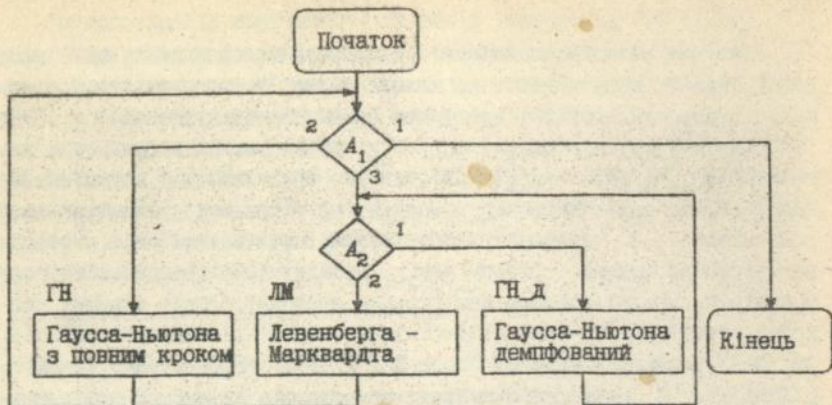 Початок
2
1
A1
3
1
A2
2
ГН
ЛМ
ГН_д
Гаусса-Ньютона
з повним кроком
Левенберга
Марквардта
Гаусса-Ньютона
демпфований
Кінець